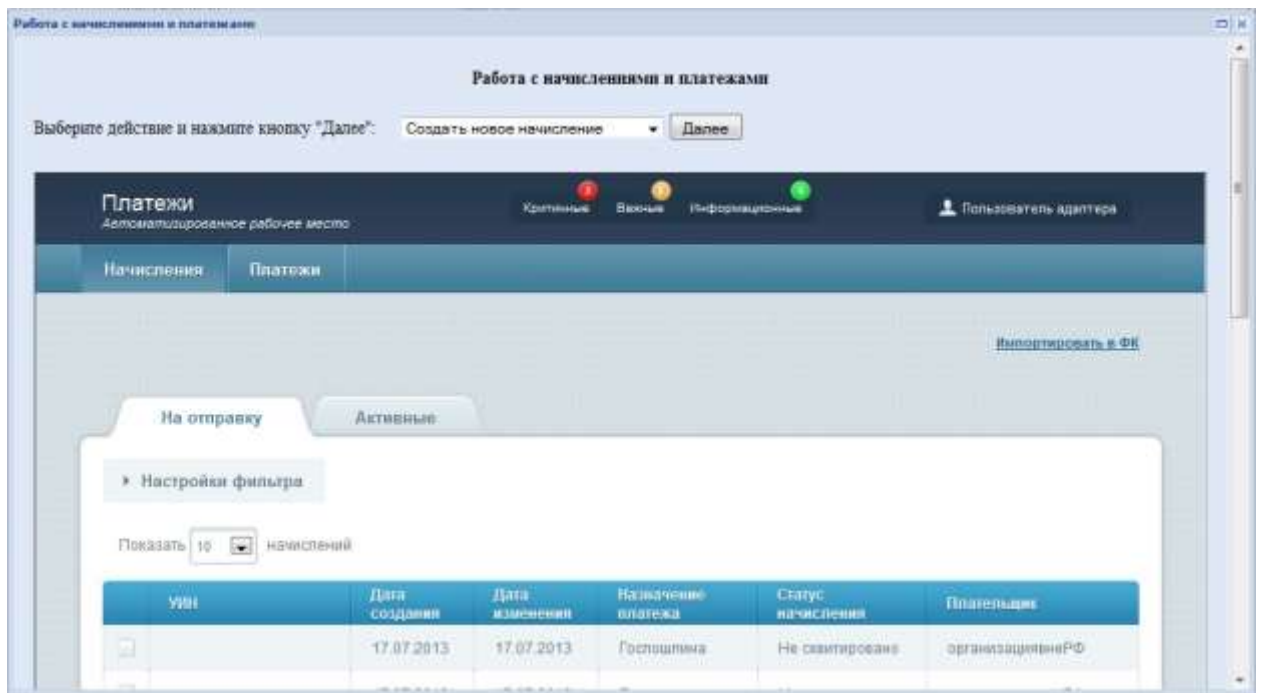 Работа с начислениями и платежами
Работа с начислениями и платежами
Выберите действие и нажмите кнопку "Далее": Создать новое начисление Далее
Платежи
Автоматизированное рабочее место
Критичные Важные Информационные Пользователь адаптера
Начисления Платежи
Импортировать в ФК
На отправку Активные
Настройки фильтра
Показать 10 начислений
УИН Дата создания Дата изменения Назначение платежа Статус начисления Плательщик
17.07.2013 17.07.2013 Госпошлина Не сквитировано организациявнеРФ